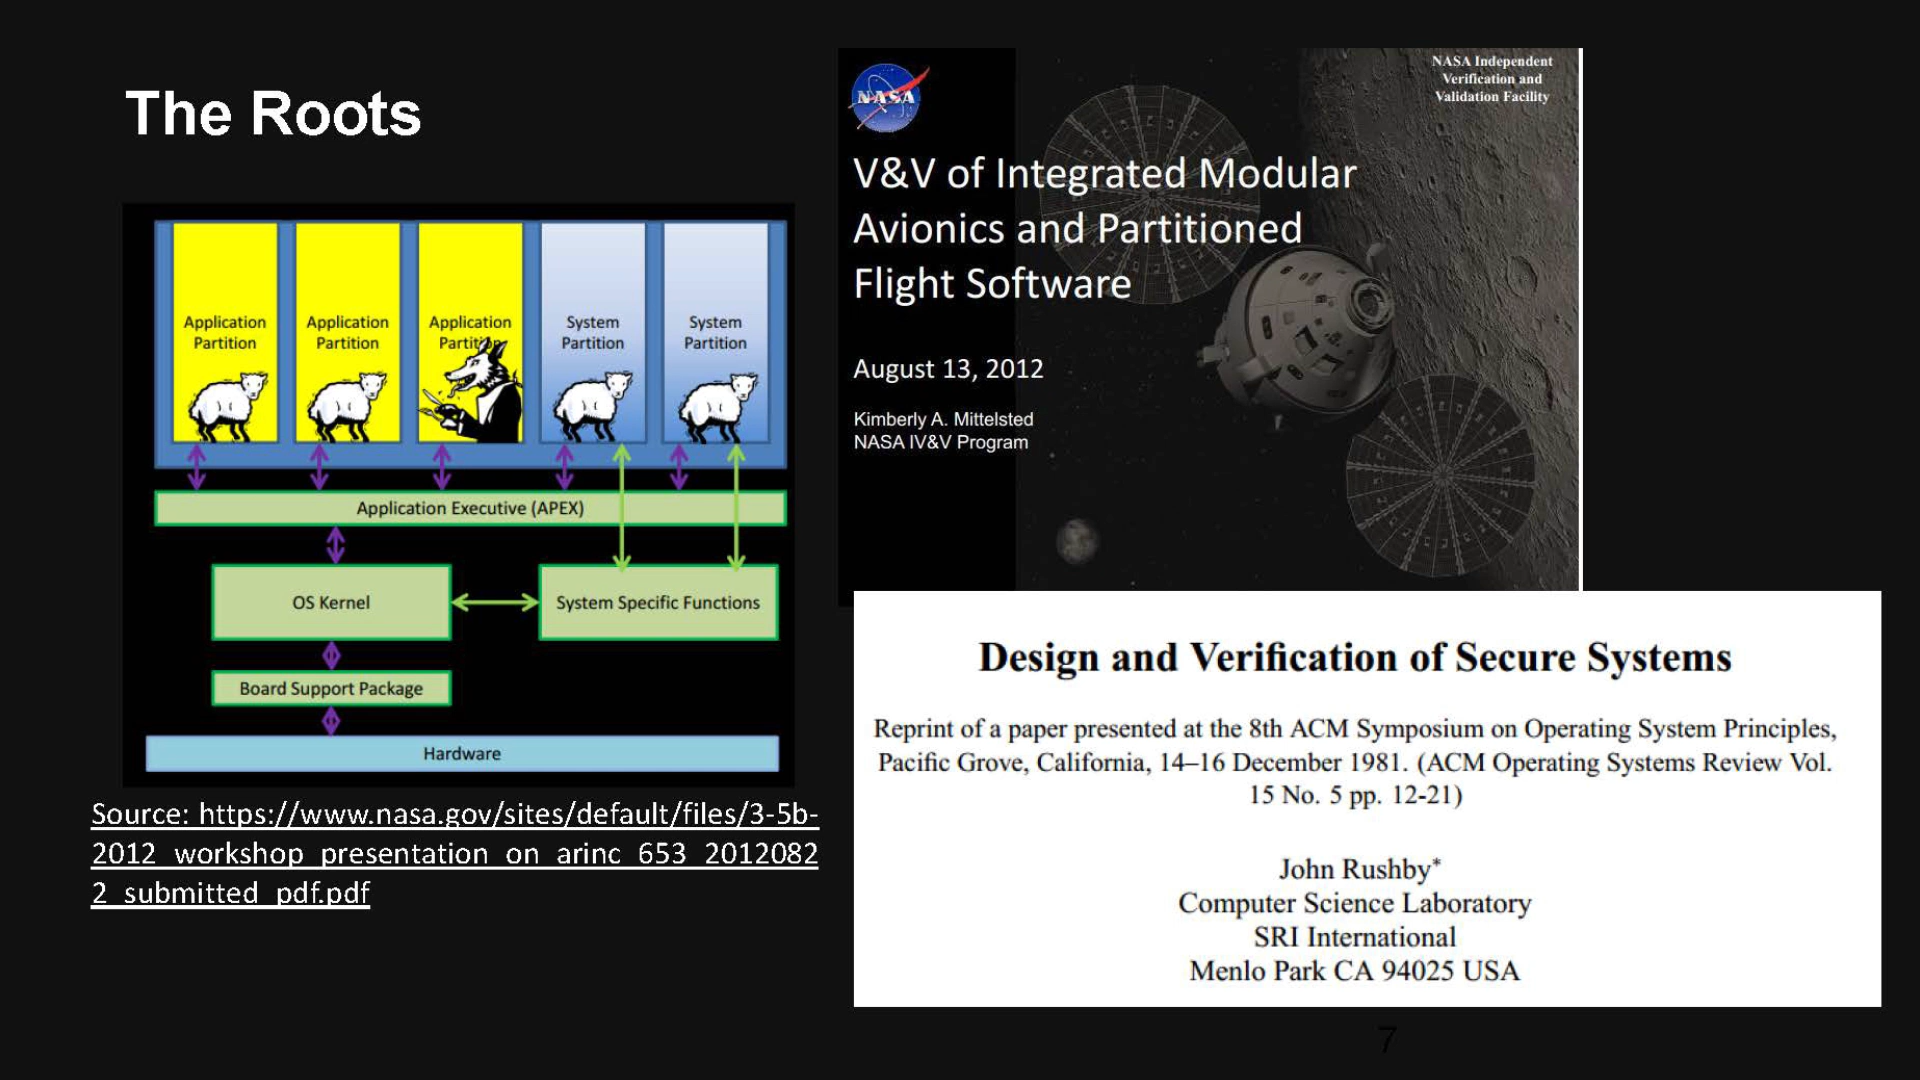 The Roots
Application
Partition
Application
Partition
Application
Partition
System
Partition
System
Partition
Application Executive (APEX)
OS Kernel
System Specific Functions
Board Support Package
Hardware
Source: https://www.nasa.gov/sites/default/files/3-5b-
2012_workshop_presentation_on_arinc_653_2012082
2_submitted_pdf.pdf
NASA
NASA Independent
Verification and
Validation Facility
V&V of Integrated Modular
Avionics and Partitioned
Flight Software
August 13, 2012
Kimberly A. Mittelsted
NASA IV&V Program
Design and Verification of Secure Systems
Reprint of a paper presented at the 8th ACM Symposium on Operating System Principles,
Pacific Grove, California, 14–16 December 1981. (ACM Operating Systems Review Vol.
15 No. 5 pp. 12-21)
John Rushby*
Computer Science Laboratory
SRI International
Menlo Park CA 94025 USA
7